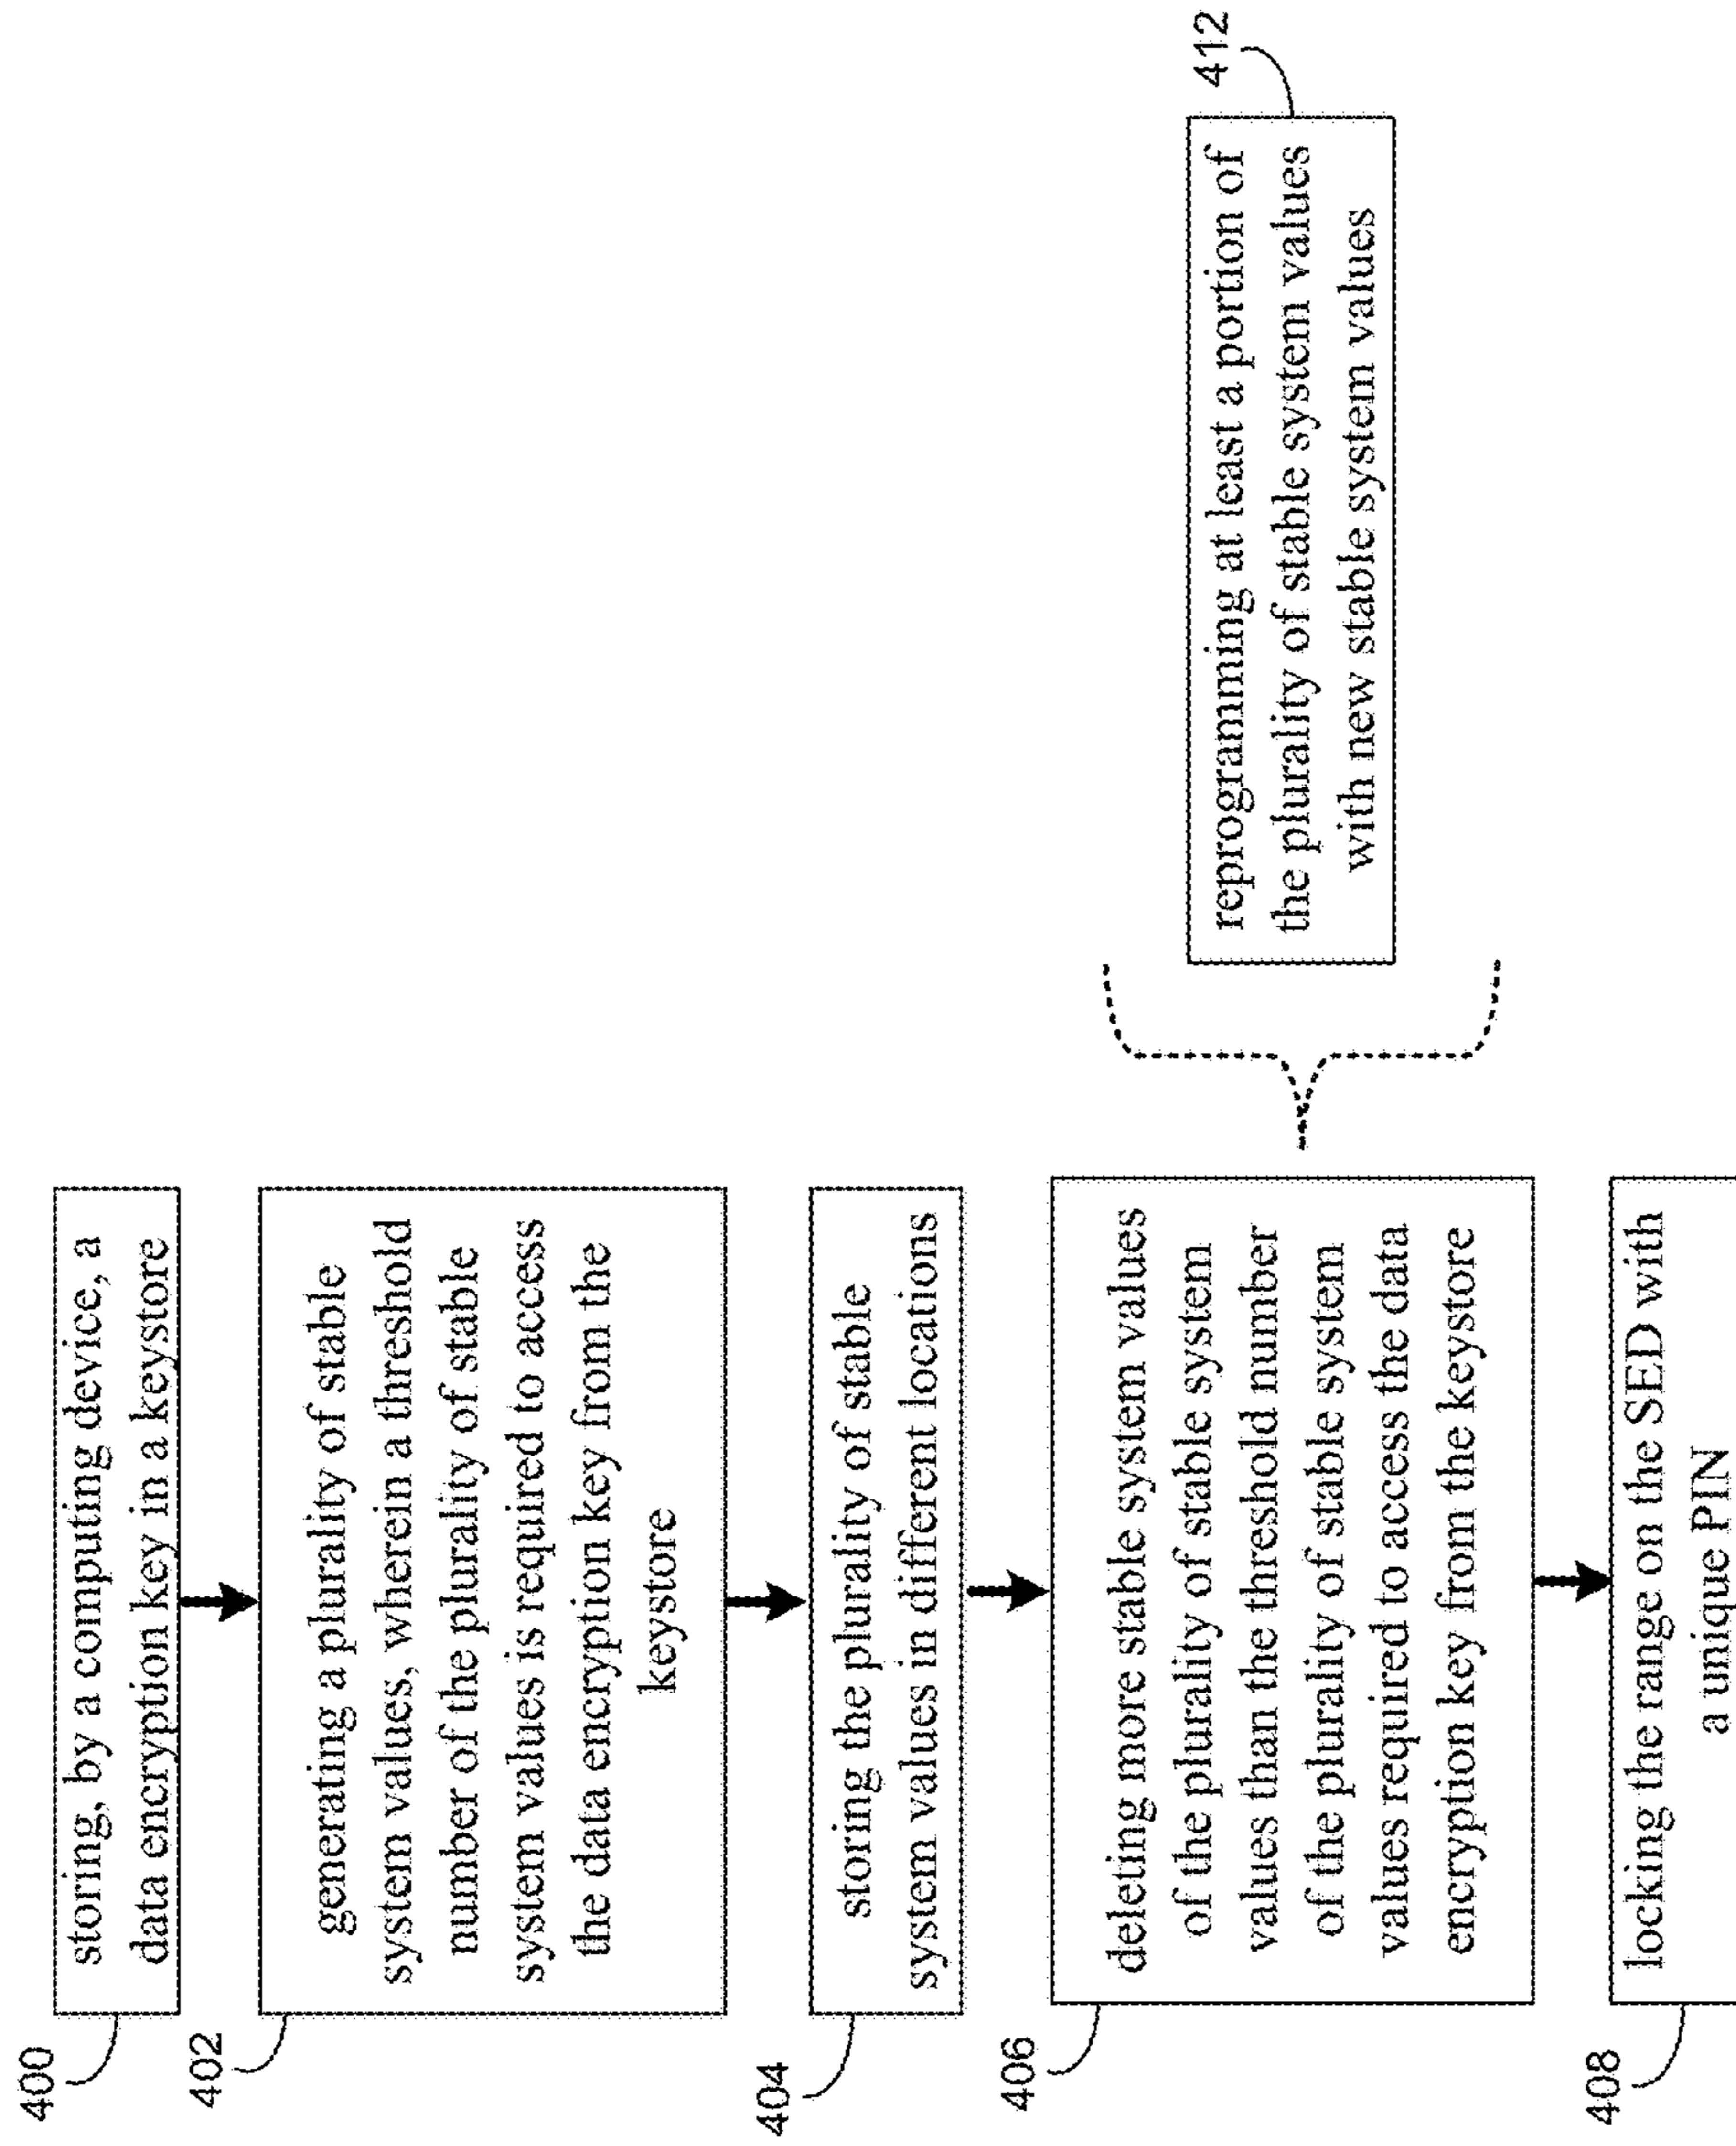 400
storing, by a computing device, a
data encryption key in a keystore
402
generating a plurality of stable
system values, wherein a threshold
number of the plurality of stable
system values is required to access
the data encryption key from the
keystore
404
storing the plurality of stable
system values in different locations
406
deleting more stable system values
of the plurality of stable system
values than the threshold number
of the plurality of stable system
values required to access the data
encryption key from the keystore
412
reprogramming at least a portion of
the plurality of stable system values
with new stable system values
408
locking the range on the SED with
a unique PIN